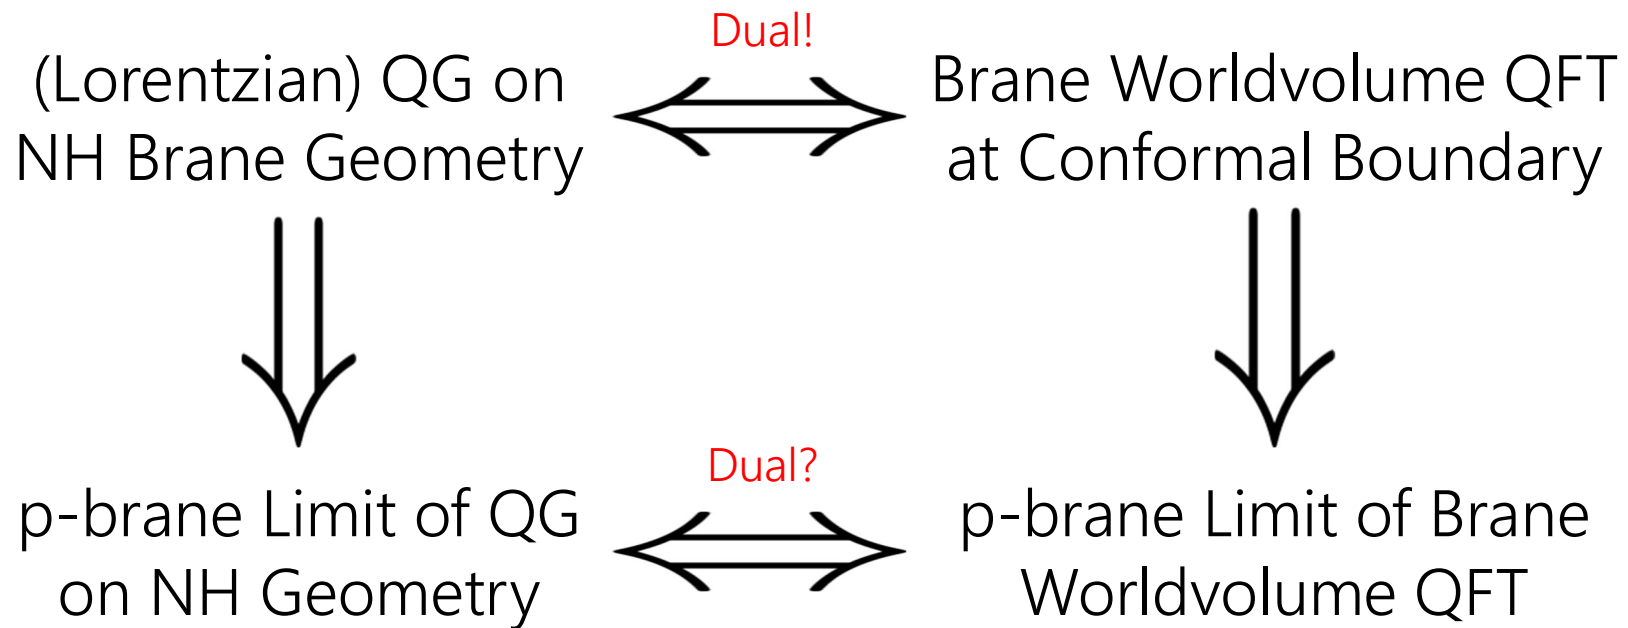 Dual!
(Lorentzian) QG on
NH Brane Geometry
Brane Worldvolume QFT
at Conformal Boundary
Dual?
p-brane Limit of QG
on NH Geometry
p-brane Limit of Brane
Worldvolume QFT